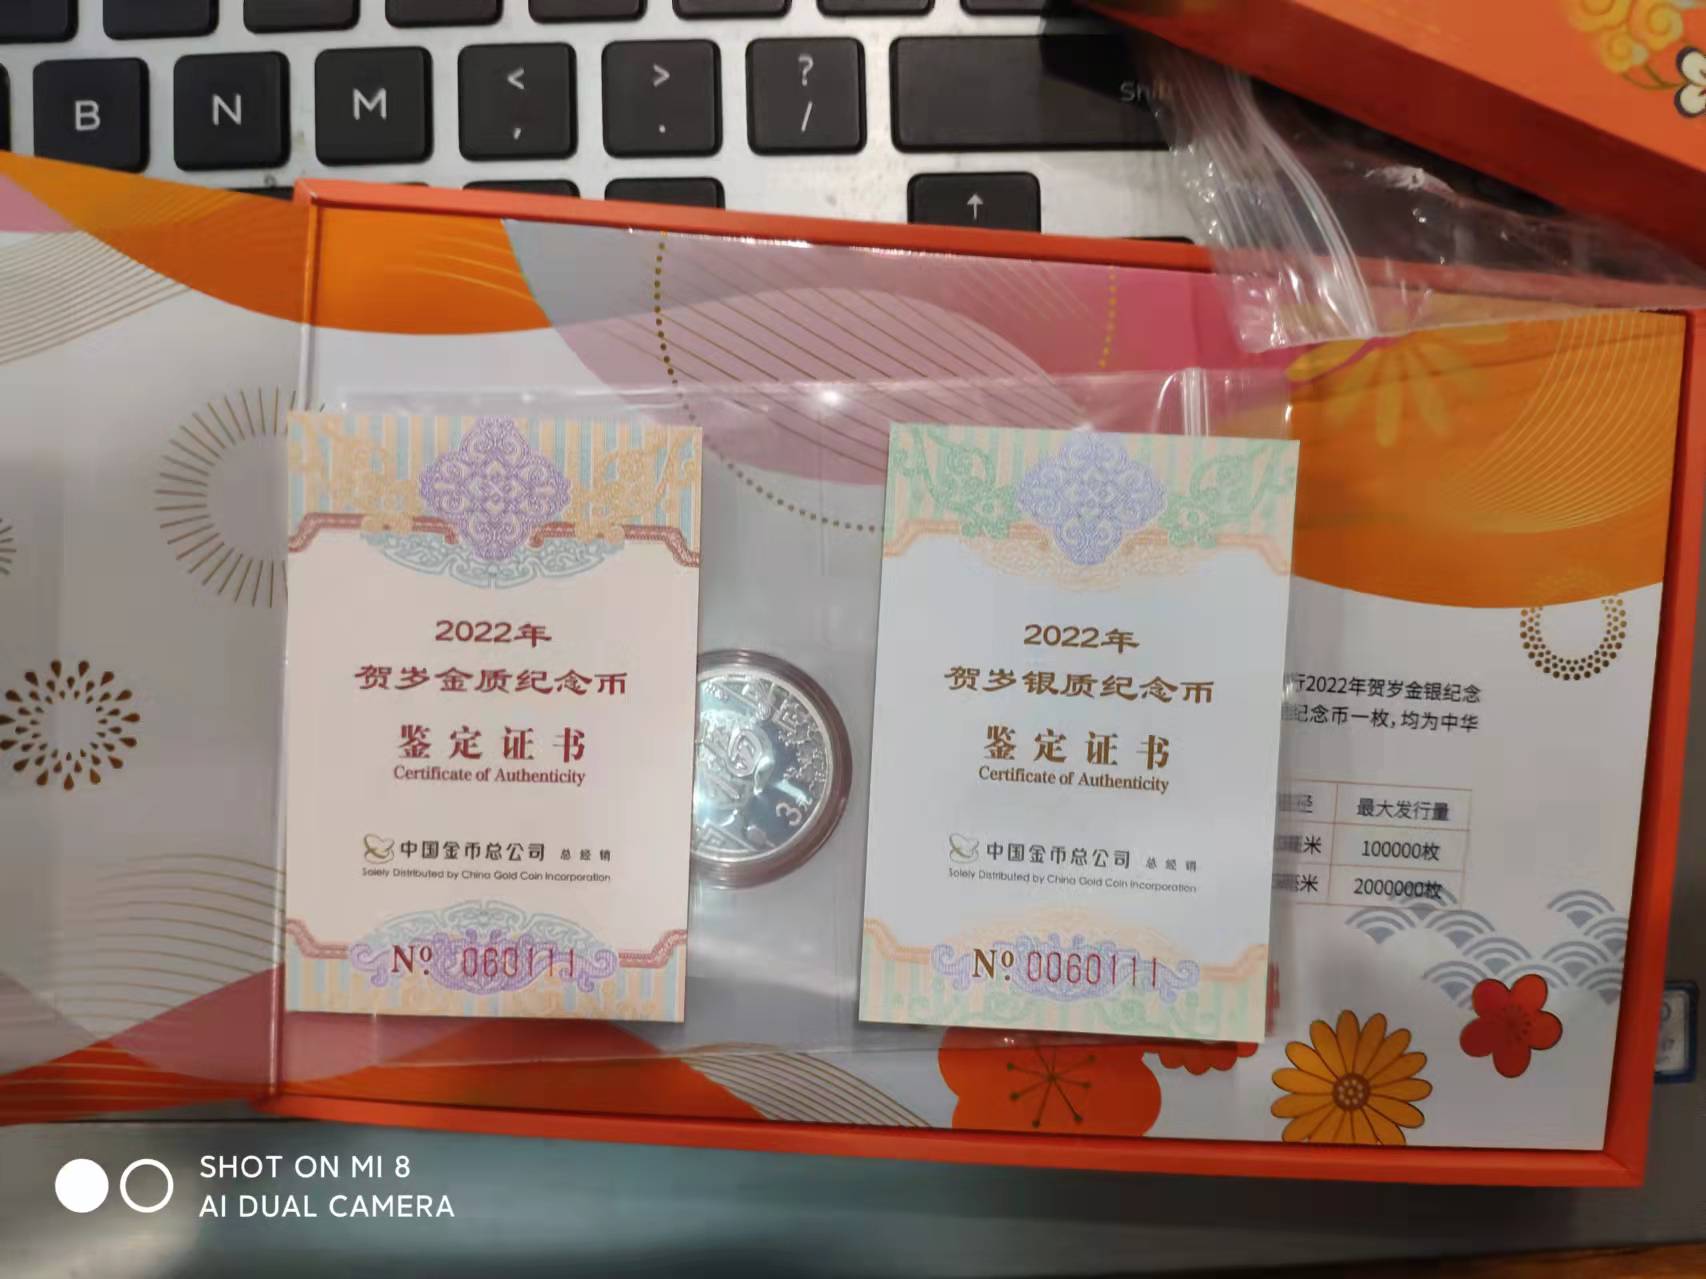 B
N
M
<
,
>
.
?
/
Shift
↑
2022年
贺岁金质纪念币
鉴定证书
Certificate of Authenticity
中国金币总公司 总经销
Solely Distributed by China Gold Coin Incorporation
Nº. 060111
2022年
贺岁银质纪念币
鉴定证书
Certificate of Authenticity
中国金币总公司 总经销
Solely Distributed by China Gold Coin Incorporation
Nº. 0060111
3
行2022年贺岁金银纪念
纪念币一枚,均为中华
径 最大发行量
毫米 100000枚
毫米 2000000枚
SHOT ON MI 8
AI DUAL CAMERA